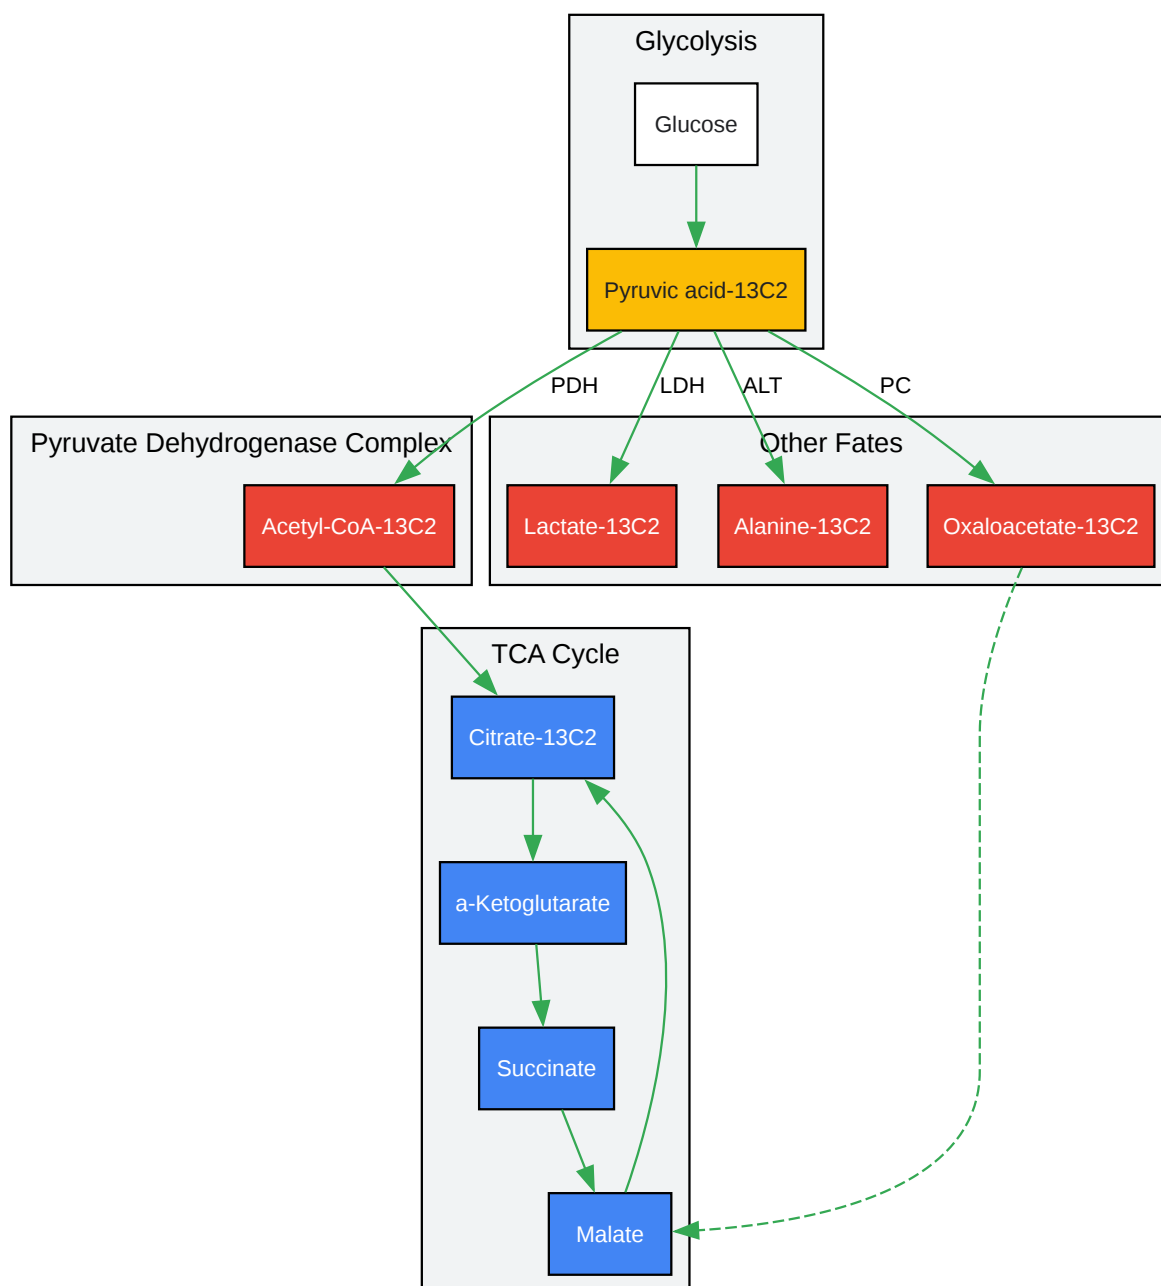 Glycolysis
Glucose
Pyruvic acid-13C2
PDH
LDH
ALT
PC
Pyruvate Dehydrogenase Complex
Other Fates
Acetyl-CoA-13C2
Lactate-13C2
Alanine-13C2
Oxaloacetate-13C2
TCA Cycle
Citrate-13C2
a-Ketoglutarate
Succinate
Malate